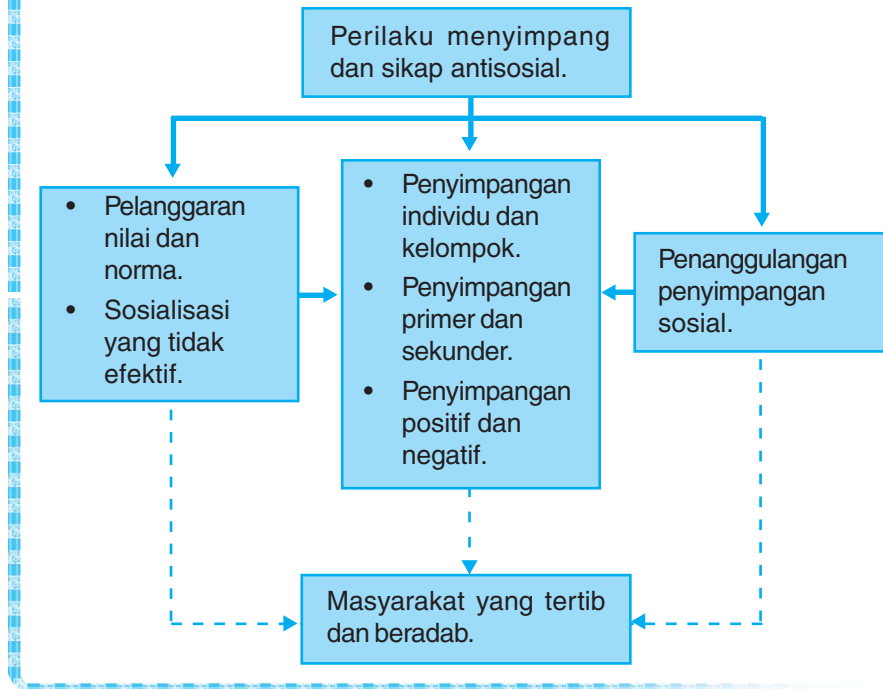 Perilaku menyimpang
dan sikap antisosial.
• Pelanggaran
nilai dan
norma.
• Sosialisasi
yang tidak
efektif.
• Penyimpangan
individu dan
kelompok.
• Penyimpangan
primer dan
sekunder.
• Penyimpangan
positif dan
negatif.
Penanggulangan
penyimpangan
sosial.
Masyarakat yang tertib
dan beradab.